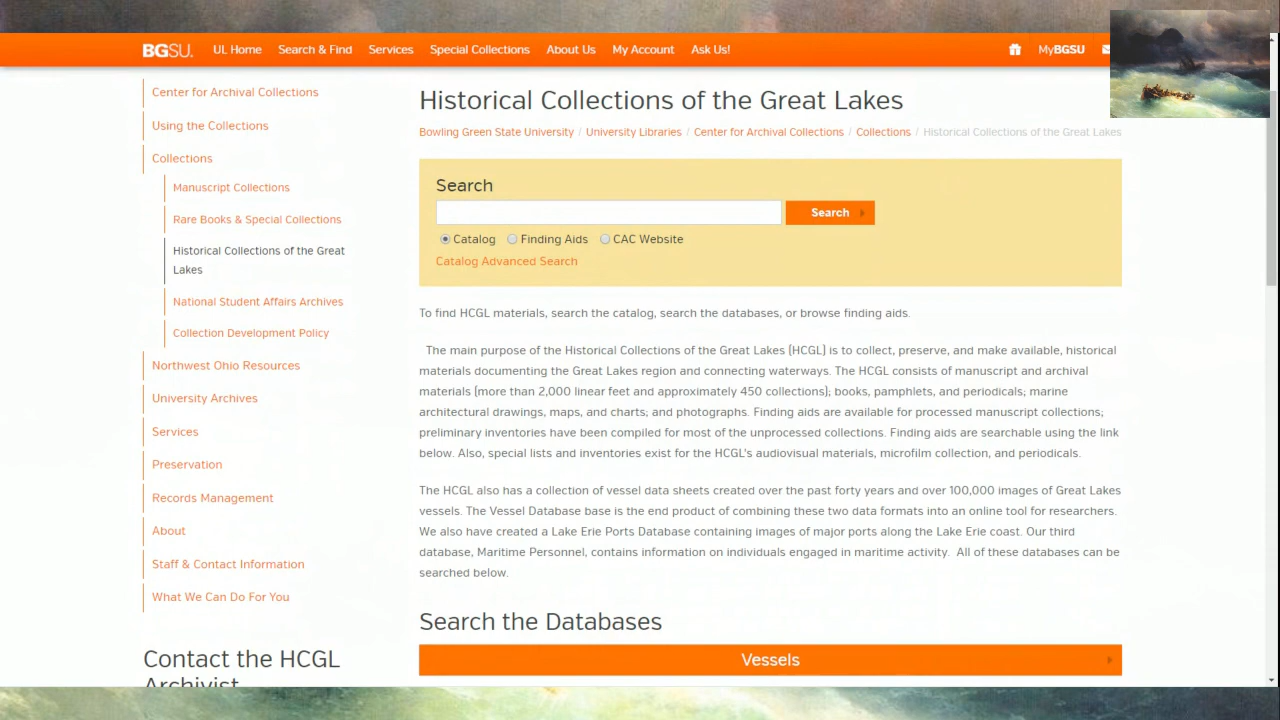 BGSU. UL Home Search & Find Services Special Collections About Us My Account Ask Us! MyBGSU
Center for Archival Collections
Using the Collections
Collections
Manuscript Collections
Rare Books & Special Collections
Historical Collections of the Great
Lakes
National Student Affairs Archives
Collection Development Policy
Northwest Ohio Resources
University Archives
Services
Preservation
Records Management
About
Staff & Contact Information
What We Can Do For You
Contact the HCGL
Archivist
Historical Collections of the Great Lakes
Bowling Green State University / University Libraries / Center for Archival Collections / Collections / Historical Collections of the Great Lakes
Search
Search
Catalog Finding Aids CAC Website
Catalog Advanced Search
To find HCGL materials, search the catalog, search the databases, or browse finding aids.
The main purpose of the Historical Collections of the Great Lakes (HCGL) is to collect, preserve, and make available, historical
materials documenting the Great Lakes region and connecting waterways. The HCGL consists of manuscript and archival
materials (more than 2,000 linear feet and approximately 450 collections); books, pamphlets, and periodicals; marine
architectural drawings, maps, and charts; and photographs. Finding aids are available for processed manuscript collections;
preliminary inventories have been compiled for most of the unprocessed collections. Finding aids are searchable using the link
below. Also, special lists and inventories exist for the HCGL's audiovisual materials, microfilm collection, and periodicals.
The HCGL also has a collection of vessel data sheets created over the past forty years and over 100,000 images of Great Lakes
vessels. The Vessel Database base is the end product of combining these two data formats into an online tool for researchers.
We also have created a Lake Erie Ports Database containing images of major ports along the Lake Erie coast. Our third
database, Maritime Personnel, contains information on individuals engaged in maritime activity. All of these databases can be
searched below.
Search the Databases
Vessels